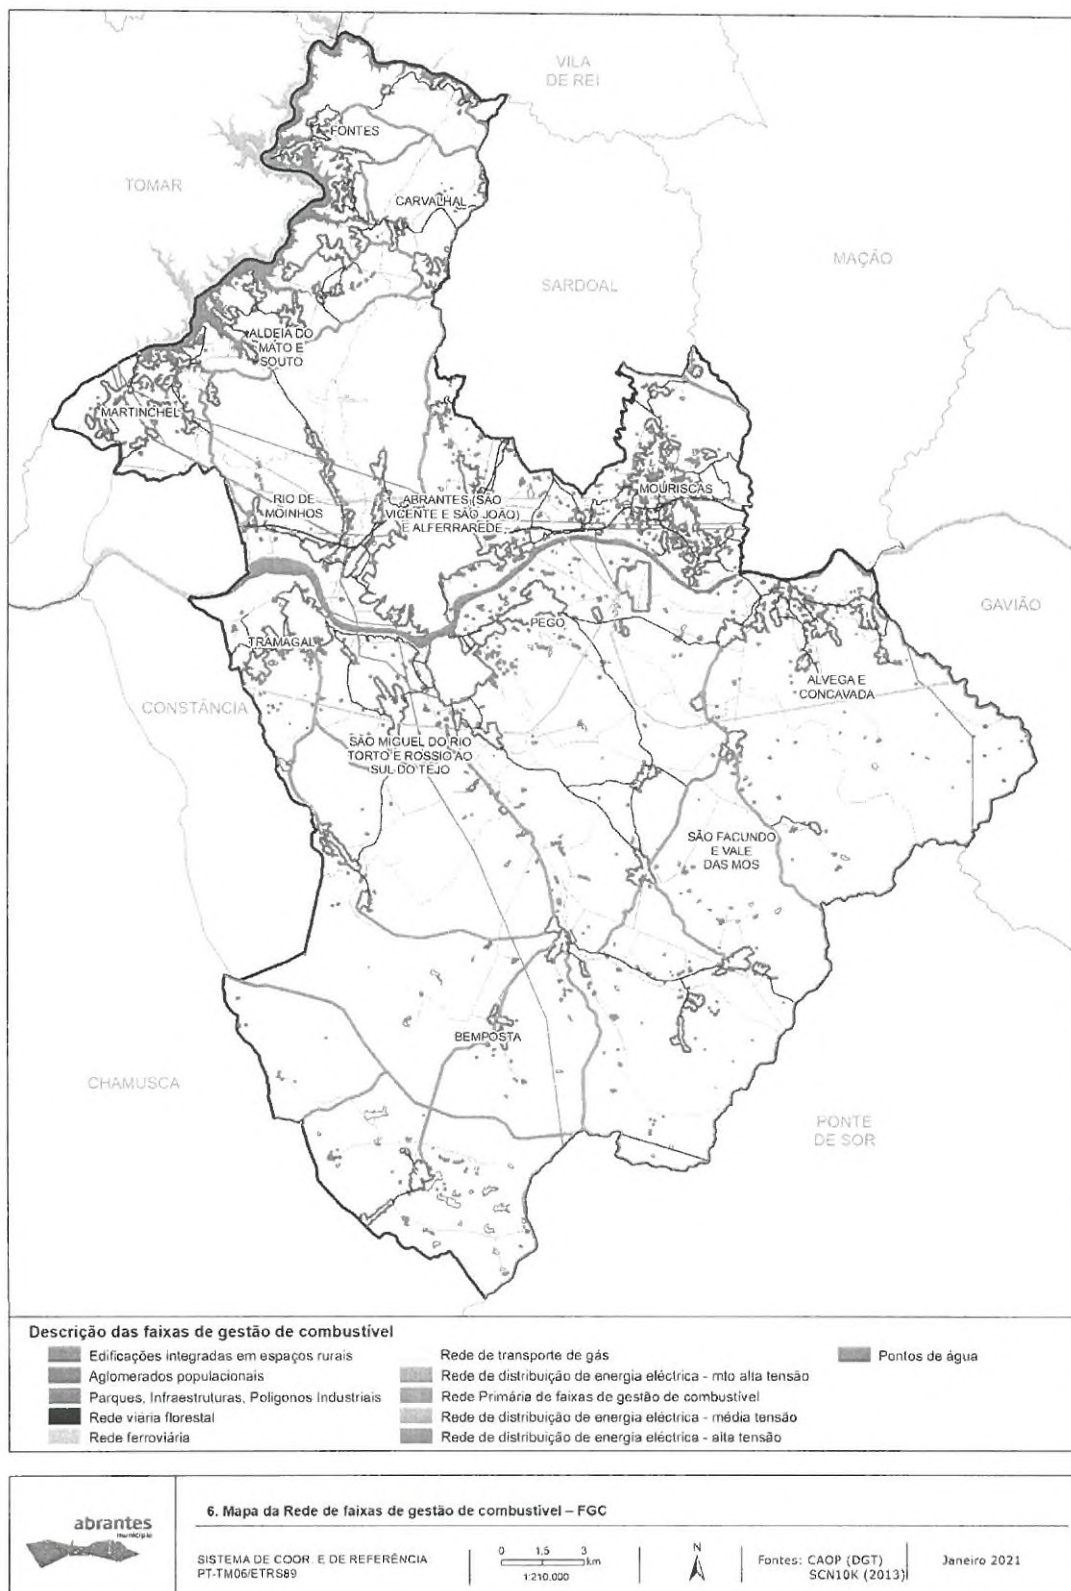 VILA
DE REI
FONTES
TOMAR
CARVALHAL
MAÇÃO
SARDOAL
ALDEIA DO
MATO E
SOUTO
MARTINCHEL
MOURISCAS
RIO DE
MOINHOS
ABRANTES (SÃO
VICENTE E SÃO JOÃO)
E ALFERRAREDE
GAVIÃO
PEGO
TRAMAGAL
ALVEGA E
CONCAVADA
CONSTÂNCIA
SÃO MIGUEL DO RIO
TORTO E ROSSIO AO
SUL DO TEJO
SÃO FACUNDO
E VALE
DAS MÓS
BEMPOSTA
CHAMUSCA
PONTE
DE SOR
Descrição das faixas de gestão de combustível
Edificações integradas em espaços rurais
Aglomerados populacionais
Parques, Infraestruturas, Poligonos Industriais
Rede viária florestal
Rede ferroviária
Rede de transporte de gás
Rede de distribuição de energia eléctrica - mto alta tensão
Rede Primária de faixas de gestão de combustível
Rede de distribuição de energia eléctrica - média tensão
Rede de distribuição de energia eléctrica - alta tensão
Pontos de água
abrantes
município
6. Mapa da Rede de faixas de gestão de combustível – FGC
SISTEMA DE COOR. E DE REFERÊNCIA
PT-TM06/ETRS89
0 1,5 3
km
1:210.000
N
Fontes: CAOP (DGT)
SCN10K (2013)
Janeiro 2021